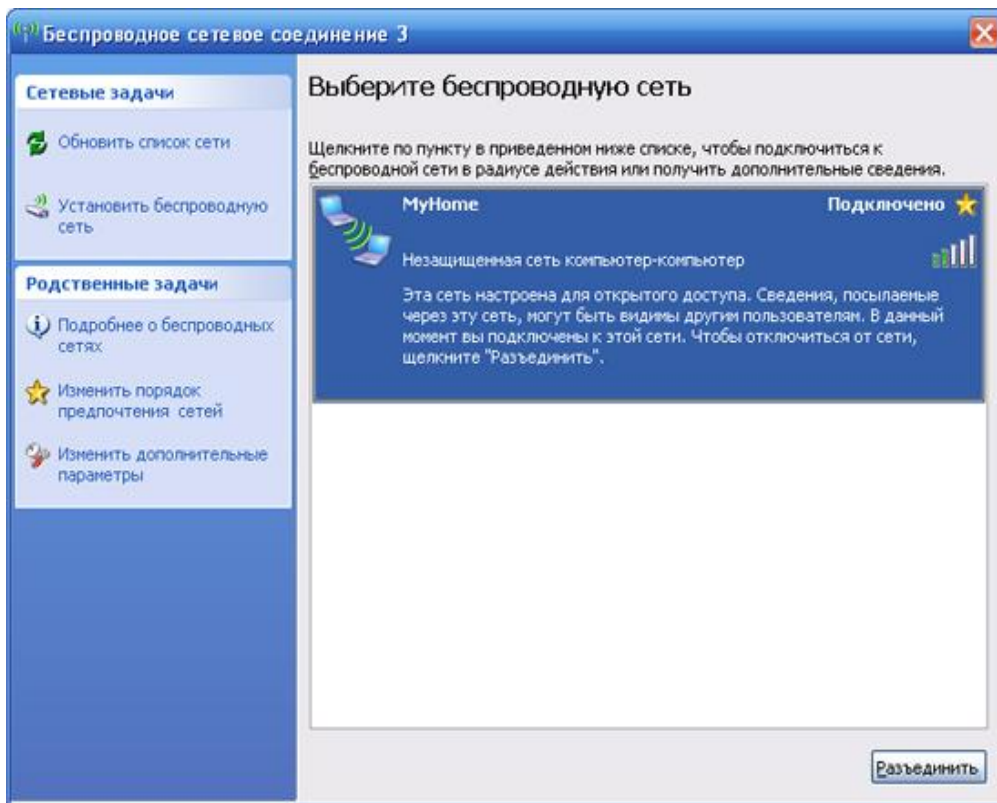 Беспроводное сетевое соединение 3
Сетевые задачи
Обновить список сети
Установить беспроводную
сеть
Родственные задачи
Подробнее о беспроводных
сетях
Изменить порядок
предпочтения сетей
Изменить дополнительные
параметры
Выберите беспроводную сеть
Щелкните по пункту в приведенном ниже списке, чтобы подключиться к
беспроводной сети в радиусе действия или получить дополнительные сведения.
MyHome
Подключено
Незащищенная сеть компьютер-компьютер
Эта сеть настроена для открытого доступа. Сведения, посылаемые
через эту сеть, могут быть видимы другим пользователям. В данный
момент вы подключены к этой сети. Чтобы отключиться от сети,
щелкните "Разъединить".
Разъединить